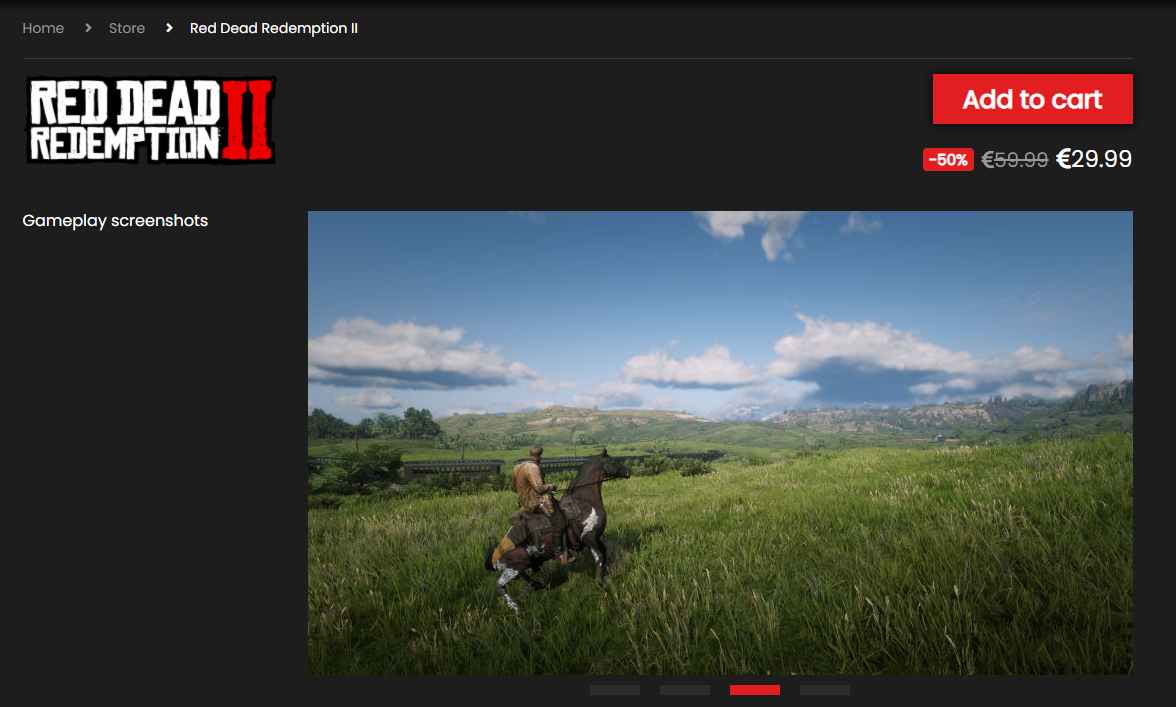 Home > Store > Red Dead Redemption II
RED DEAD
REDEMPTION II
Add to cart
-50% €59.99 €29.99
Gameplay screenshots